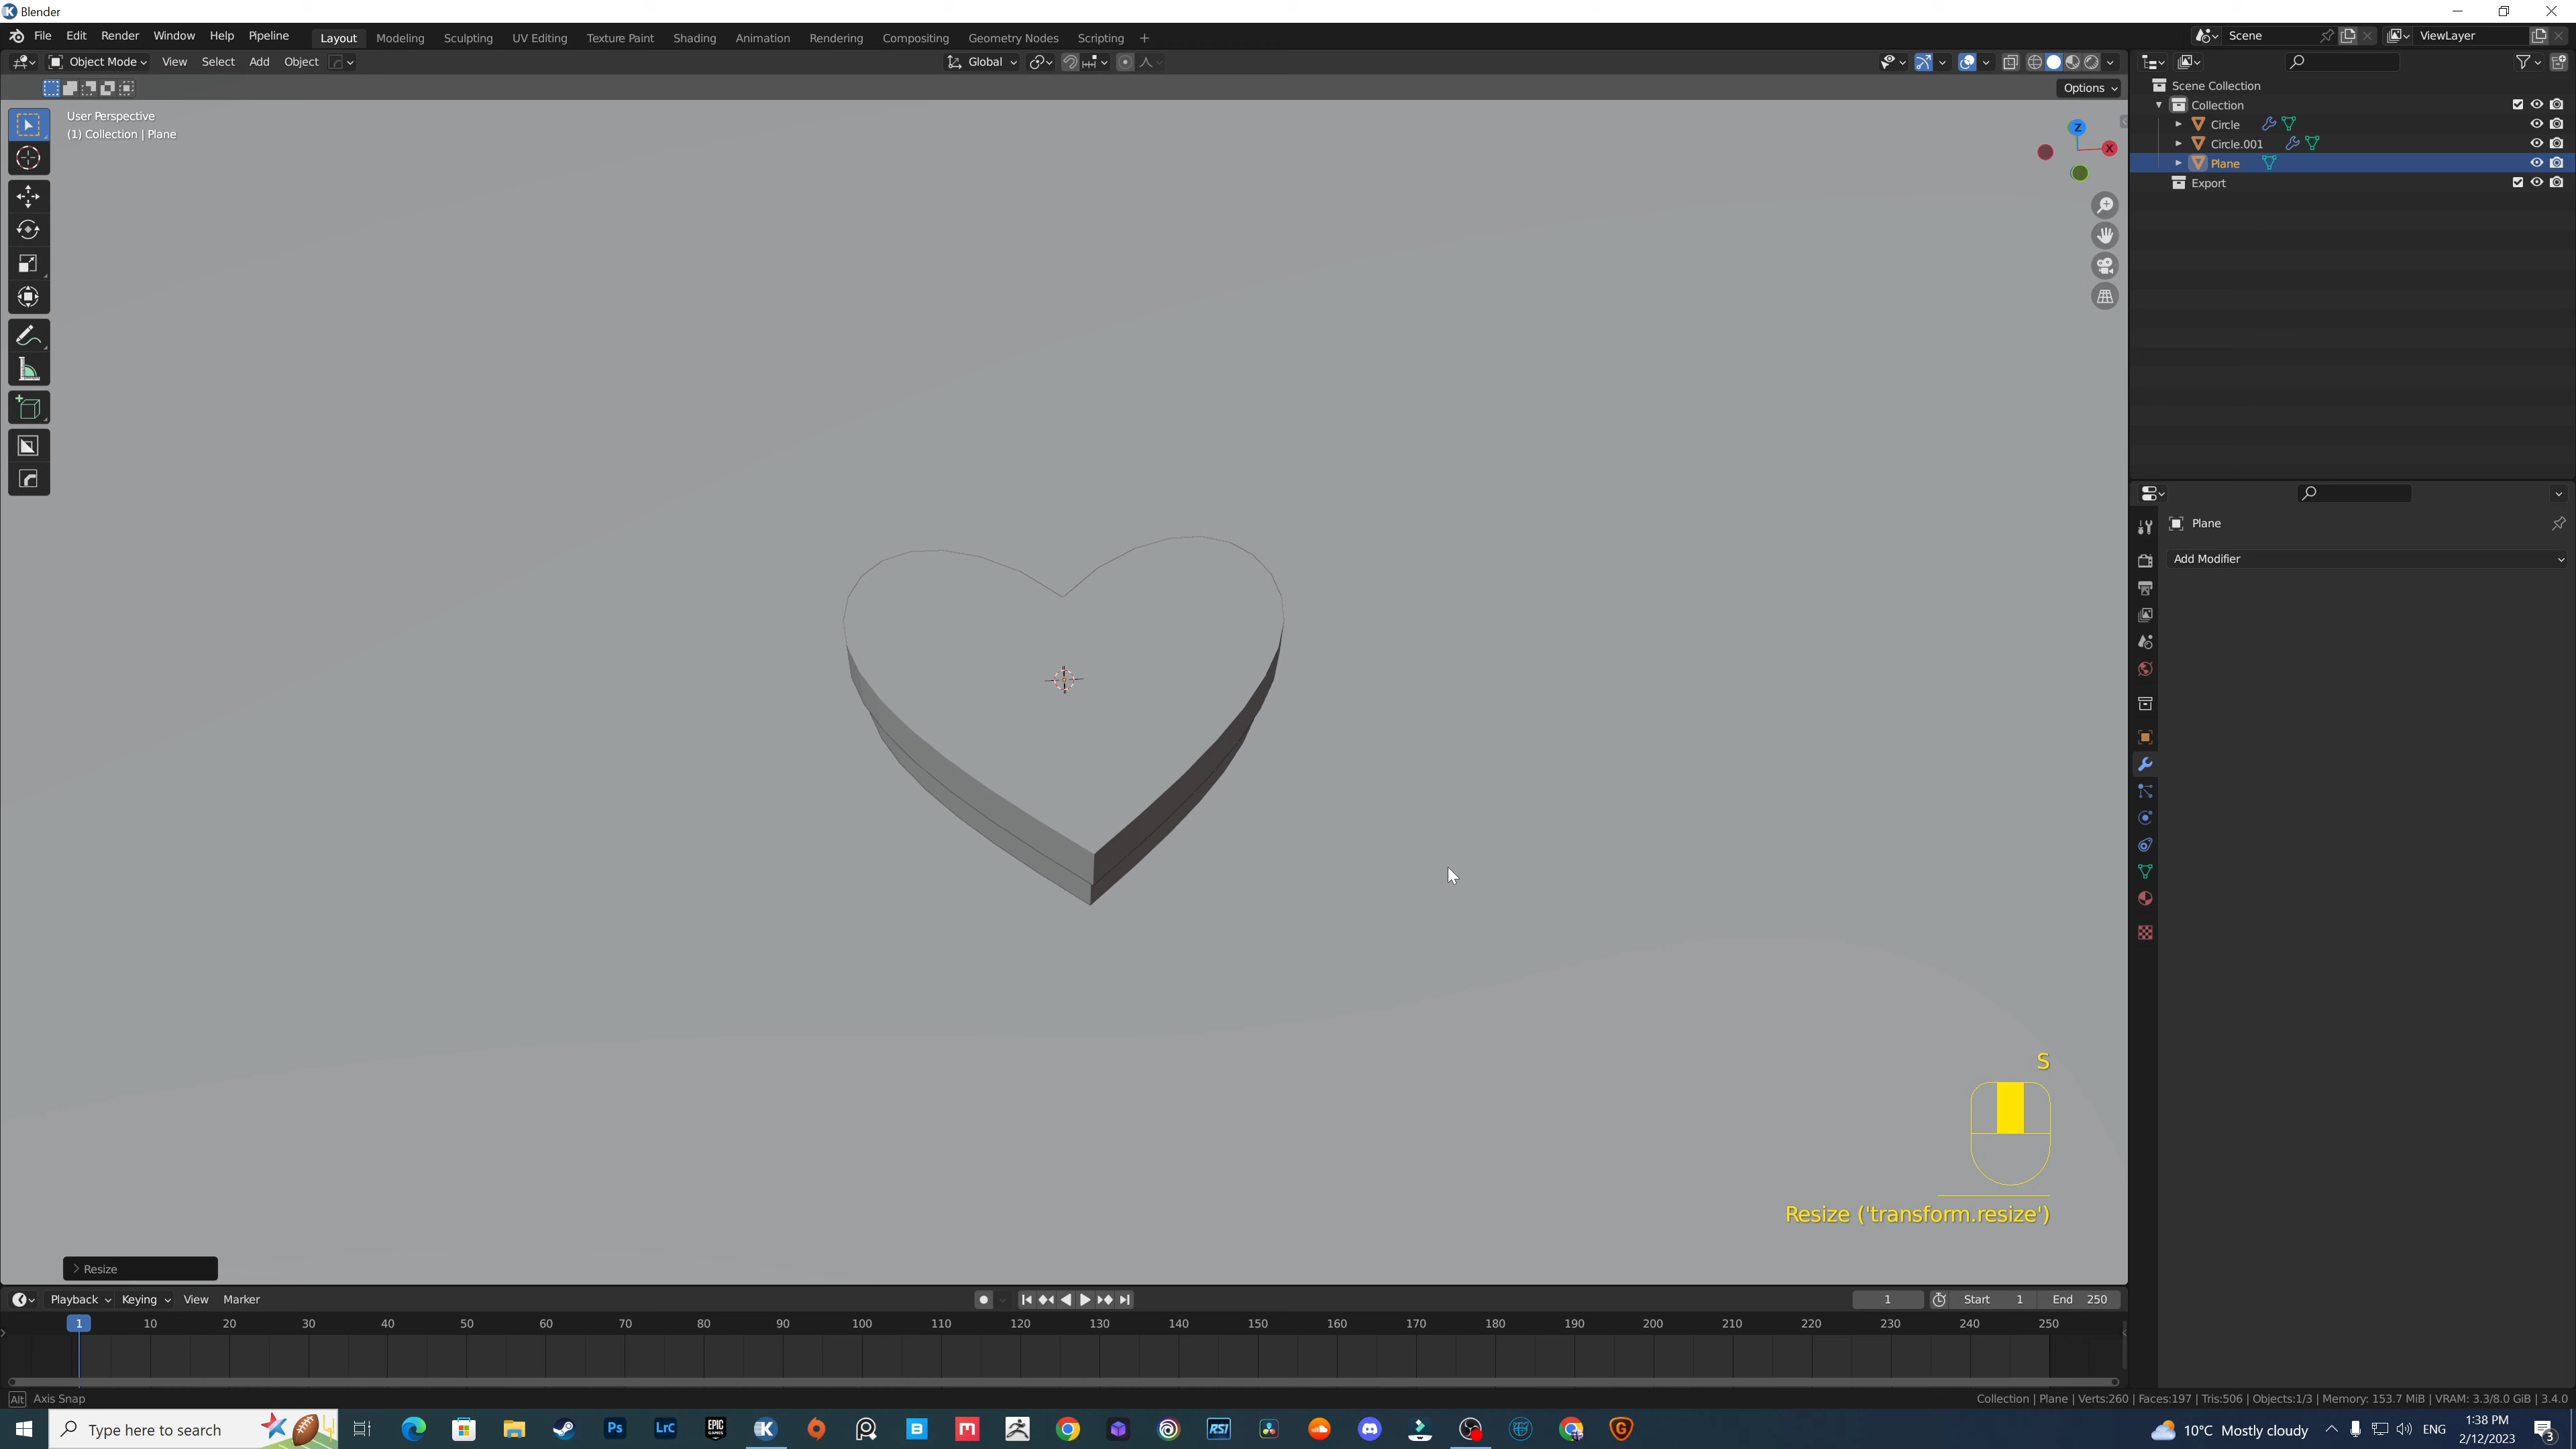 Blender
File Edit Render Window Help Pipeline
Layout Modeling Sculpting UV Editing Texture Paint Shading Animation Rendering Compositing Geometry Nodes Scripting +
Scene
ViewLayer
Object Mode View Select Add Object
Global
Options
User Perspective
(1) Collection | Plane
Z
X
Scene Collection
Collection
Circle
Circle.001
Plane
Export
Plane
Add Modifier
S
Resize ('transform.resize')
Resize
Playback Keying View Marker
1 Start 1 End 250
1 10 20 30 40 50 60 70 80 90 100 110 120 130 140 150 160 170 180 190 200 210 220 230 240 250
Alt Axis Snap
Collection | Plane | Verts:260 | Faces:197 | Tris:506 | Objects:1/3 | Memory: 153.7 MiB | VRAM: 3.3/8.0 GiB | 3.4.0
Type here to search
Ps
LrC
EPIC GAMES
B
M
RSI
10°C Mostly cloudy
ENG
1:38 PM
2/12/2023
3